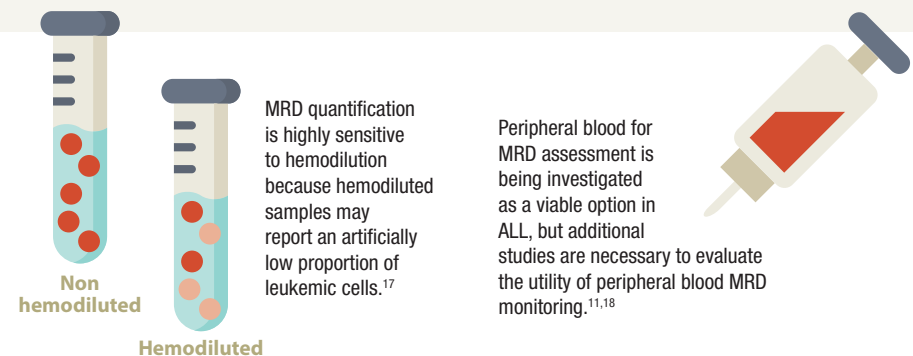 Non
hemodiluted
Hemodiluted
MRD quantification
is highly sensitive
to hemodilution
because hemodiluted
samples may
report an artificially
low proportion of
leukemic cells.17
Peripheral blood for
MRD assessment is
being investigated
as a viable option in
ALL, but additional
studies are necessary to evaluate
the utility of peripheral blood MRD
monitoring.11,18